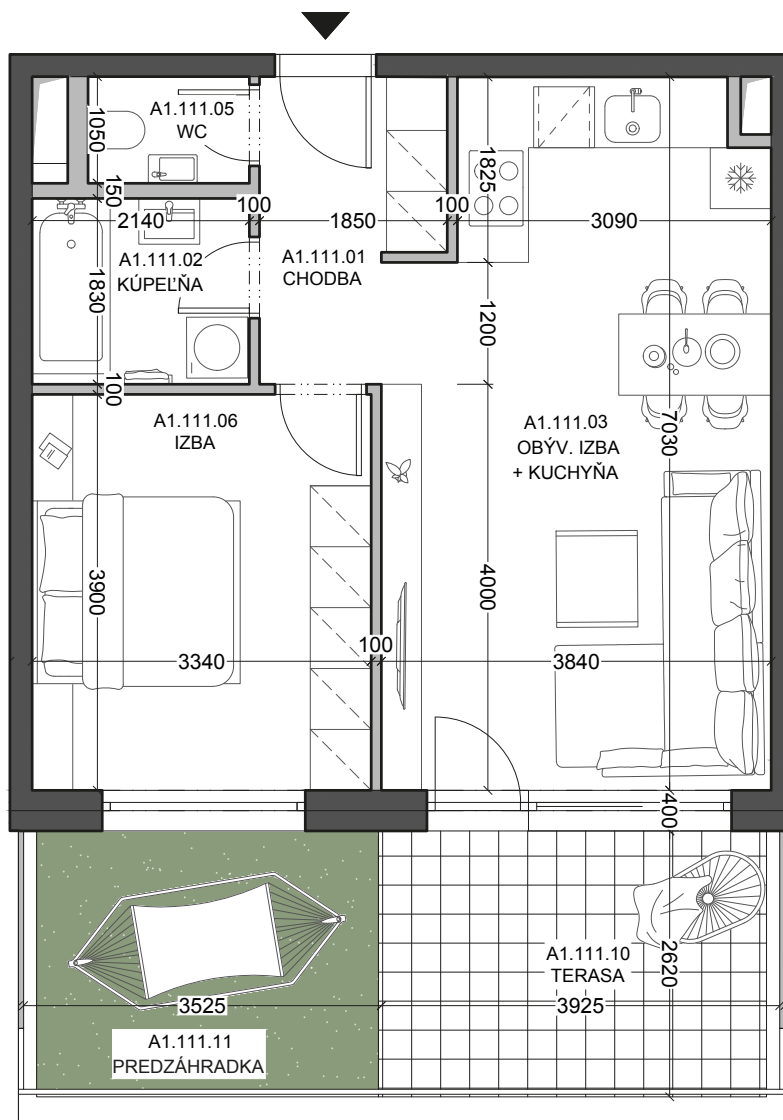 A1.111.05
WC
1050
150
2140
100
1850
100
1825
3090
A1.111.02
KÚPEĽŇA
A1.111.01
CHODBA
1830
1200
100
A1.111.06
IZBA
A1.111.03
OBÝV. IZBA
+ KUCHYŇA
7030
3900
4000
3340
100
3840
400
A1.111.10
TERASA
2620
3525
3925
A1.111.11
PREDZÁHRADKA